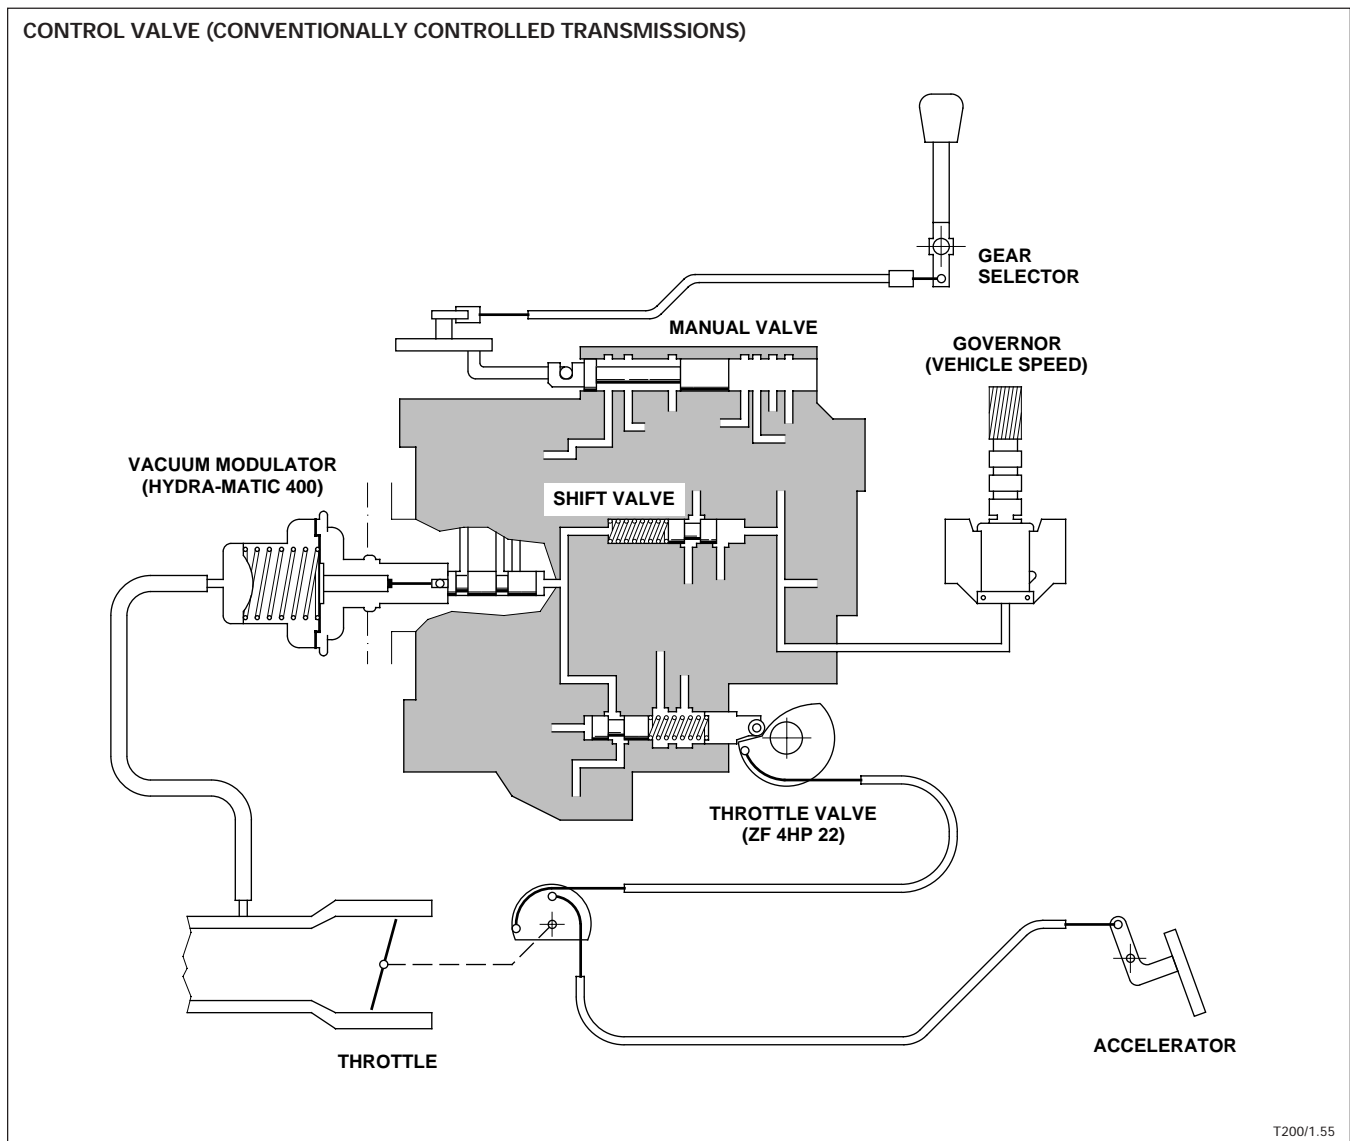 CONTROL VALVE (CONVENTIONALLY CONTROLLED TRANSMISSIONS)
GEAR
SELECTOR
MANUAL VALVE
GOVERNOR
(VEHICLE SPEED)
VACUUM MODULATOR
(HYDRA-MATIC 400)
SHIFT VALVE
THROTTLE VALVE
(ZF 4HP 22)
ACCELERATOR
THROTTLE
T200/1.55